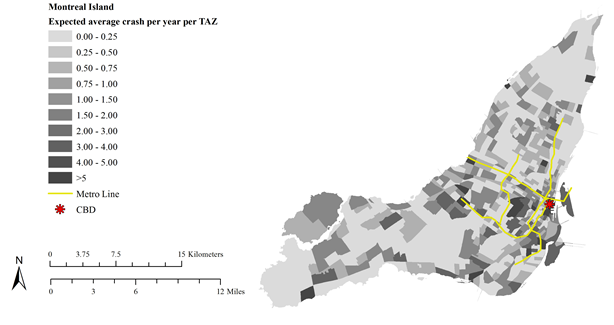 Montreal Island
Expected average crash per year per TAZ
0.00 - 0.25
0.25 - 0.50
0.50 - 0.75
0.75 - 1.00
1.00 - 1.50
1.50 - 2.00
2.00 - 3.00
3.00 - 4.00
4.00 - 5.00
>5
Metro Line
CBD
N
0 3.75 7.5 15 Kilometers
0 3 6 12 Miles